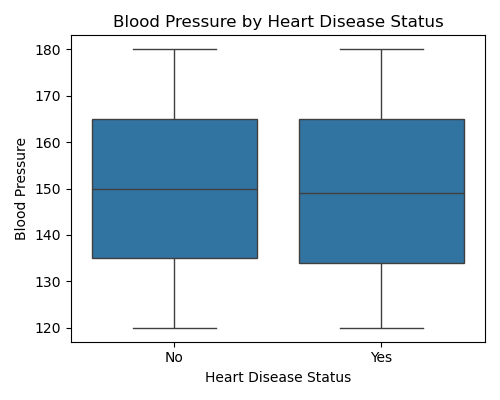 Blood Pressure by Heart Disease Status
180
170
160
150
140
130
120
Blood Pressure
No Yes
Heart Disease Status